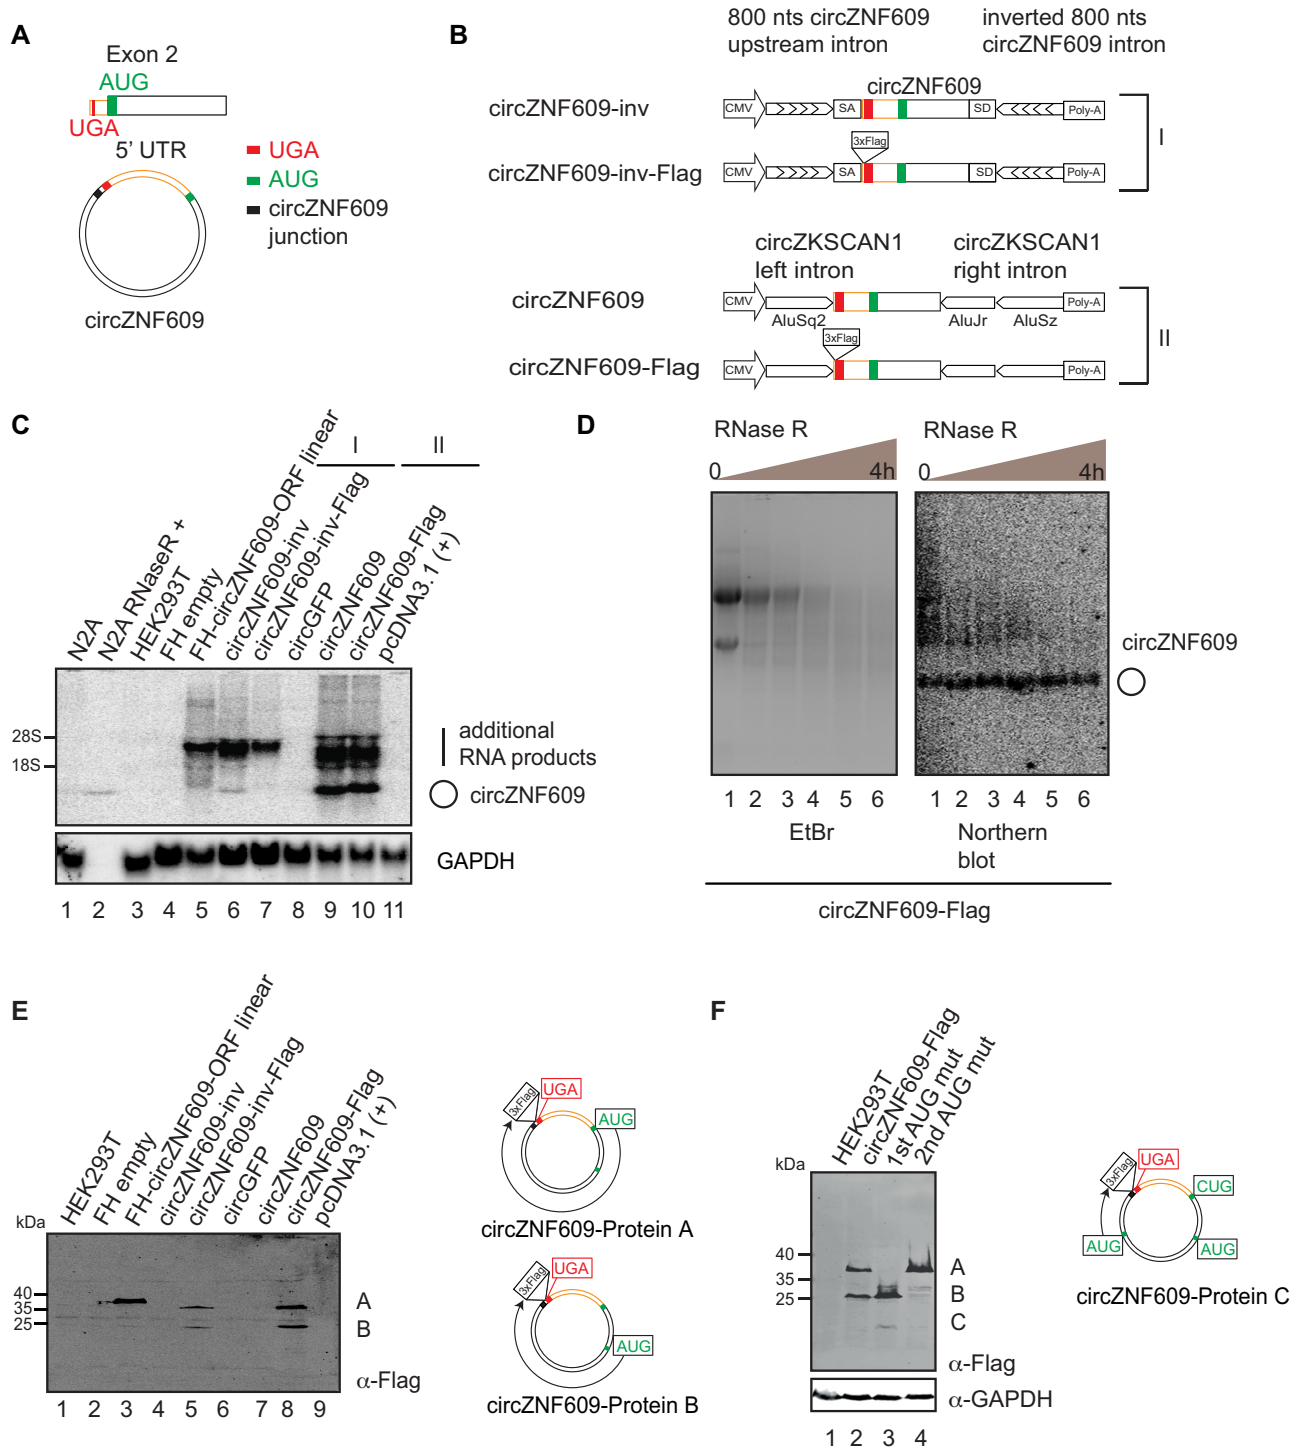 A
Exon 2
AUG
UGA
5' UTR
UGA
AUG
circZNF609
junction
circZNF609
B
800 nts circZNF609
upstream intron
inverted 800 nts
circZNF609 intron
circZNF609
circZNF609-inv
CMV
SA
SD
Poly-A
I
3xFlag
circZNF609-inv-Flag
CMV
SA
SD
Poly-A
circZKSCAN1
left intron
circZKSCAN1
right intron
circZNF609
CMV
Poly-A
AluSq2
AluJr
AluSz
II
3xFlag
circZNF609-Flag
CMV
Poly-A
C
I
II
N2A
N2A RNaseR +
HEK293T
FH empty
FH-circZNF609-ORF linear
circZNF609-inv
circZNF609-inv-Flag
circGFP
circZNF609
circZNF609-Flag
pcDNA3.1 (+)
28S
18S
additional
RNA products
circZNF609
GAPDH
1 2 3 4 5 6 7 8 9 10 11
D
RNase R
0
4h
RNase R
0
4h
circZNF609
1 2 3 4 5 6
1 2 3 4 5 6
EtBr
Northern
blot
circZNF609-Flag
E
HEK293T
FH empty
FH-circZNF609-ORF linear
circZNF609-inv
circZNF609-inv-Flag
circGFP
circZNF609
circZNF609-Flag
pcDNA3.1 (+)
kDa
40
35
25
A
B
α-Flag
1 2 3 4 5 6 7 8 9
3xFlag
UGA
AUG
circZNF609-Protein A
3xFlag
UGA
AUG
circZNF609-Protein B
F
HEK293T
circZNF609-Flag
1st AUG mut
2nd AUG mut
kDa
40
35
25
A
B
C
α-Flag
α-GAPDH
1 2 3 4
3xFlag
UGA
CUG
AUG
AUG
circZNF609-Protein C